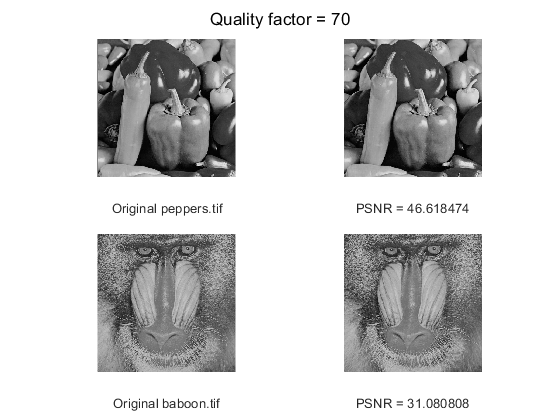 Quality factor = 70
Original peppers.tif
PSNR = 46.618474
Original baboon.tif
PSNR = 31.080808